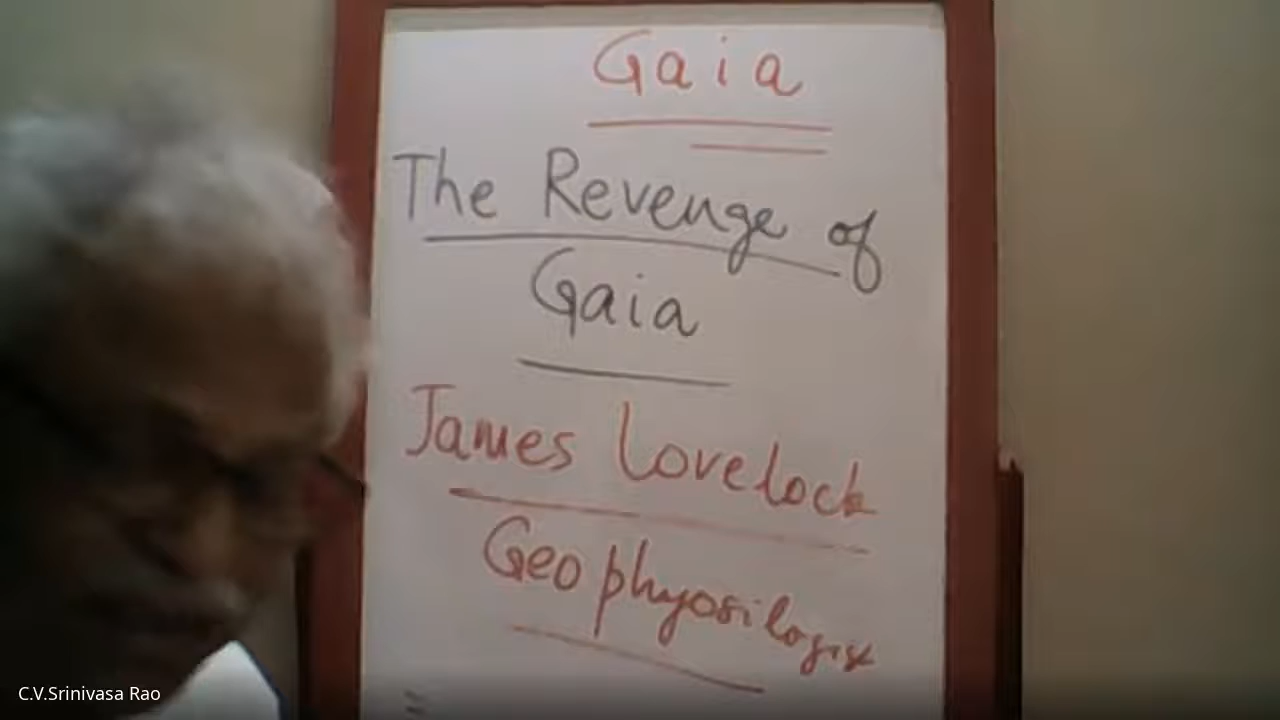 Gaia
The Revenge of
Gaia
James Lovelock
Geophyosilogist
C.V.Srinivasa Rao